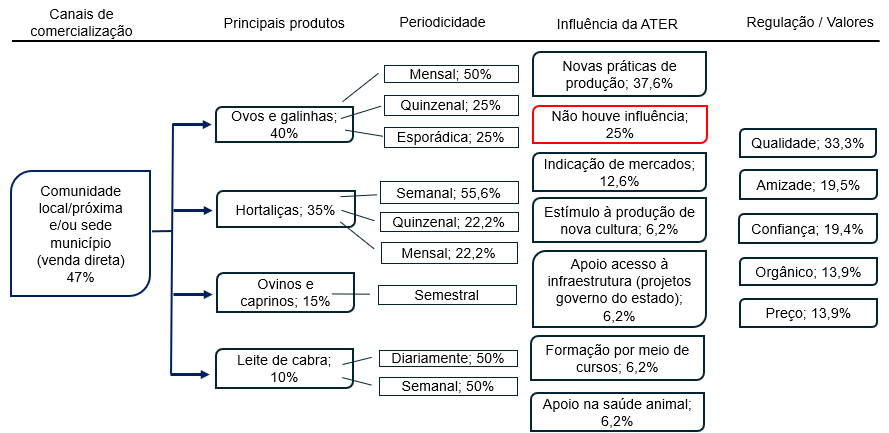 Canais de
comercialização
Principais produtos
Periodicidade
Influência da ATER
Regulação / Valores
Comunidade
local/próxima
e/ou sede
município
(venda direta)
47%
Ovos e galinhas;
40%
Hortaliças; 35%
Ovinos e
caprinos; 15%
Leite de cabra;
10%
Mensal; 50%
Quinzenal; 25%
Esporádica; 25%
Semanal; 55,6%
Quinzenal; 22,2%
Mensal; 22,2%
Semestral
Diariamente; 50%
Semanal; 50%
Novas práticas de
produção; 37,6%
Não houve influência;
25%
Indicação de mercados;
12,6%
Estímulo à produção de
nova cultura; 6,2%
Apoio acesso à
infraestrutura (projetos
governo do estado);
6,2%
Formação por meio de
cursos; 6,2%
Apoio na saúde animal;
6,2%
Qualidade; 33,3%
Amizade; 19,5%
Confiança; 19,4%
Orgânico; 13,9%
Preço; 13,9%